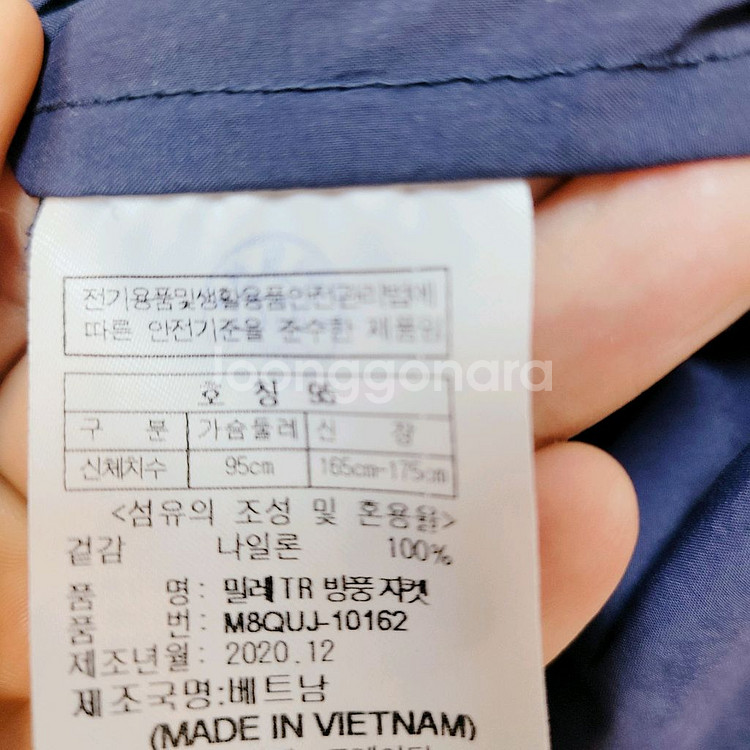 전기용품및생활용품안전관리법에
따른 안전기준을 준수한 제품임
joonggonara
호 칭 95
구 분 가슴둘레 신 장
신체치수 95cm 165cm-175cm
<섬유의 조성 및 혼용율>
겉감 나일론 100%
품 명: 밀레 TR 방풍 자켓
품 번: M8QUJ-10162
제조년월: 2020.12
제조국명:베트남
(MADE IN VIETNAM)